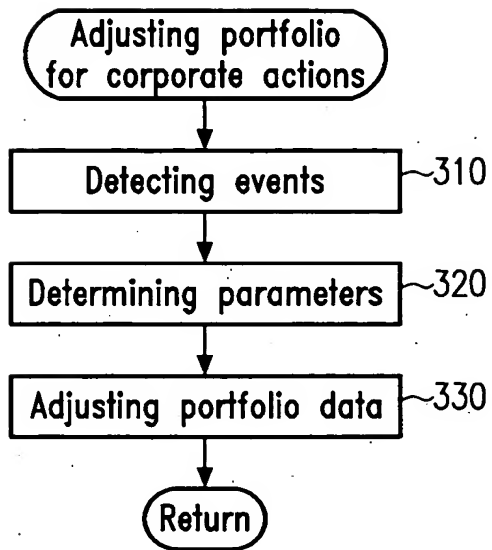 Adjusting portfolio
for corporate actions
Detecting events
310
Determining parameters
320
Adjusting portfolio data
330
Return